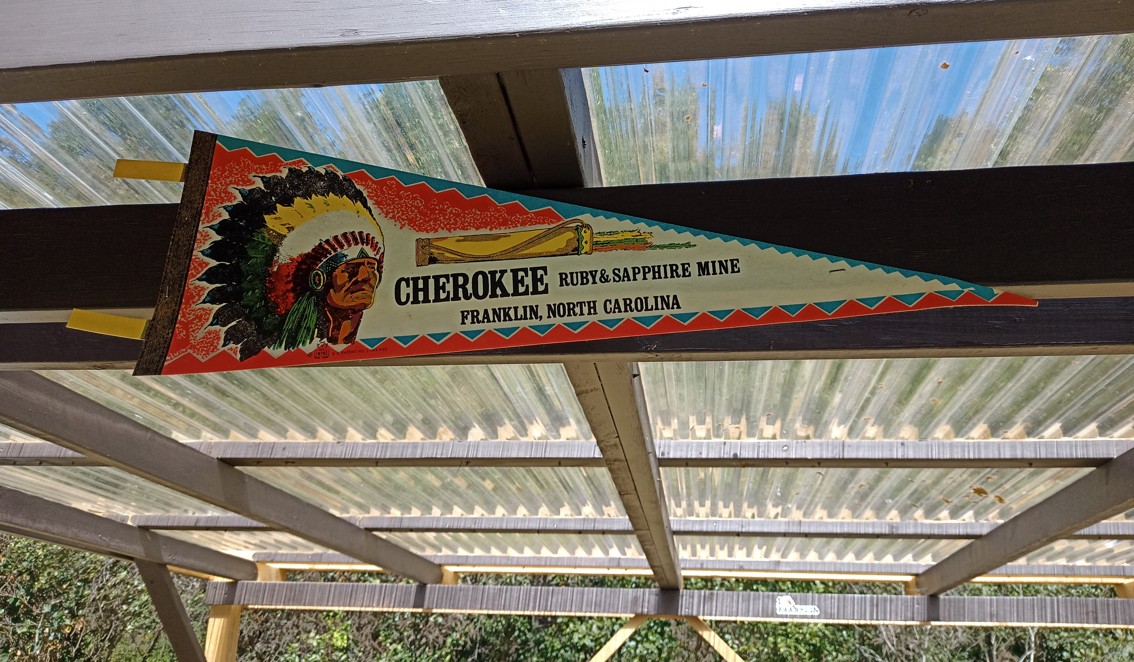 CHEROKEE RUBY & SAPPHIRE MINE
FRANKLIN, NORTH CAROLINA